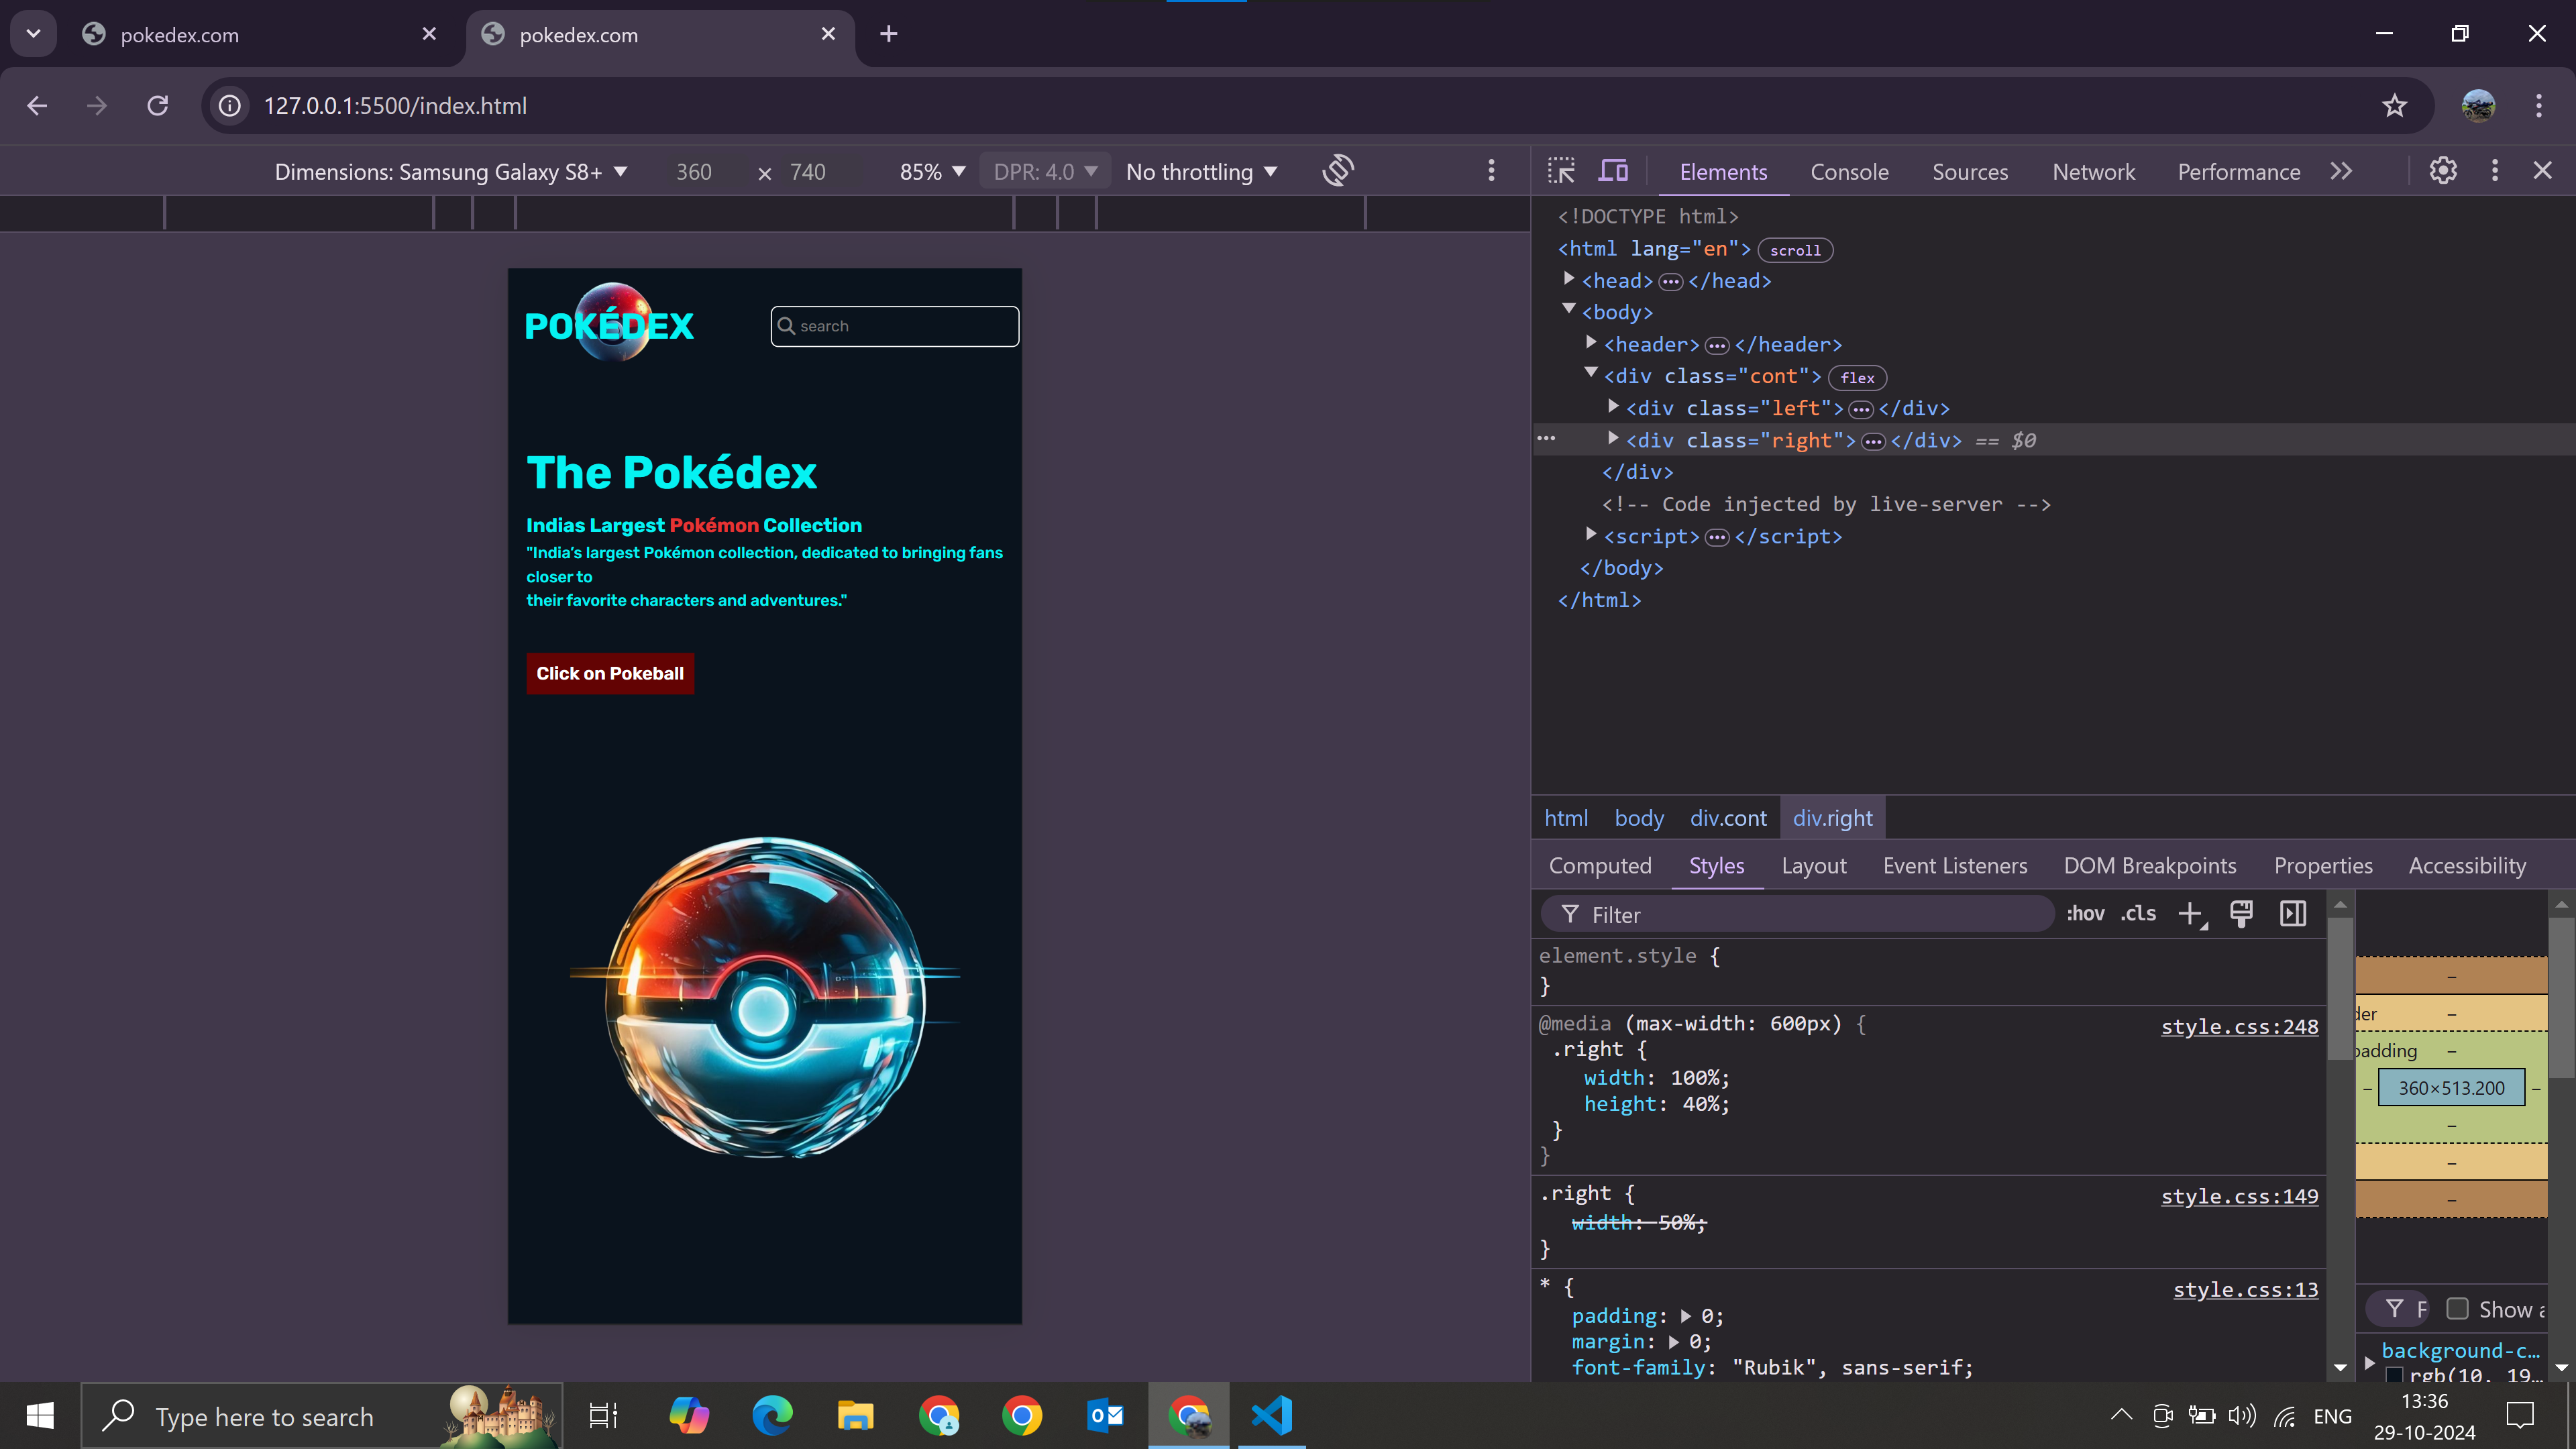 pokedex.com
pokedex.com
127.0.0.1:5500/index.html
Dimensions: Samsung Galaxy S8+ 360 × 740 85% DPR: 4.0 No throttling
Elements Console Sources Network Performance
POKÉDEX
search
The Pokédex
Indias Largest Pokémon Collection
"India's largest Pokémon collection, dedicated to bringing fans
closer to
their favorite characters and adventures."
Click on Pokeball
<!DOCTYPE html>
<html lang="en"> scroll
<head> ••• </head>
<body>
<header> ••• </header>
<div class="cont"> flex
<div class="left"> ••• </div>
••• <div class="right"> ••• </div> == $0
</div>
<!-- Code injected by live-server -->
<script> ••• </script>
</body>
</html>
html body div.cont div.right
Computed Styles Layout Event Listeners DOM Breakpoints Properties Accessibility
Filter :hov .cls
element.style {
}
@media (max-width: 600px) { style.css:248
.right {
width: 100%;
height: 40%;
}
}
.right { style.css:149
width: 50%;
}
* { style.css:13
padding: 0;
margin: 0;
font-family: "Rubik", sans-serif;
–
der –
padding –
– 360×513.200 –
–
–
–
F Show a
background-c…
rgb(10, 19…
Type here to search
ENG
13:36
29-10-2024